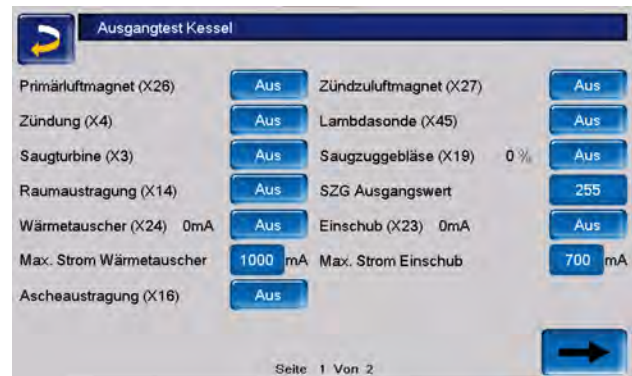 Ausgangtest Kessel
Primärluftmagnet (X26) Aus Zündzuluftmagnet (X27) Aus
Zündung (X4) Aus Lambdasonde (X45) Aus
Saugturbine (X3) Aus Saugzuggebläse (X19) 0 % Aus
Raumaustragung (X14) Aus SZG Ausgangswert 255
Wärmetauscher (X24) 0mA Aus Einschub (X23) 0mA Aus
Max. Strom Wärmetauscher 1000 mA Max. Strom Einschub 700 mA
Ascheaustragung (X16) Aus
Seite 1 Von 2